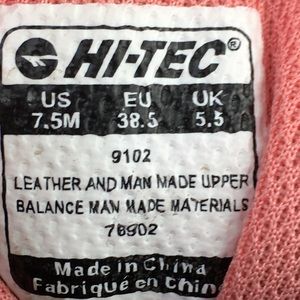 HI-TEC®
US EU UK
7.5M 38.5 5.5
9102
LEATHER AND MAN MADE UPPER
BALANCE MAN MADE MATERIALS
76902
Made in China
Fabriqué en Chine